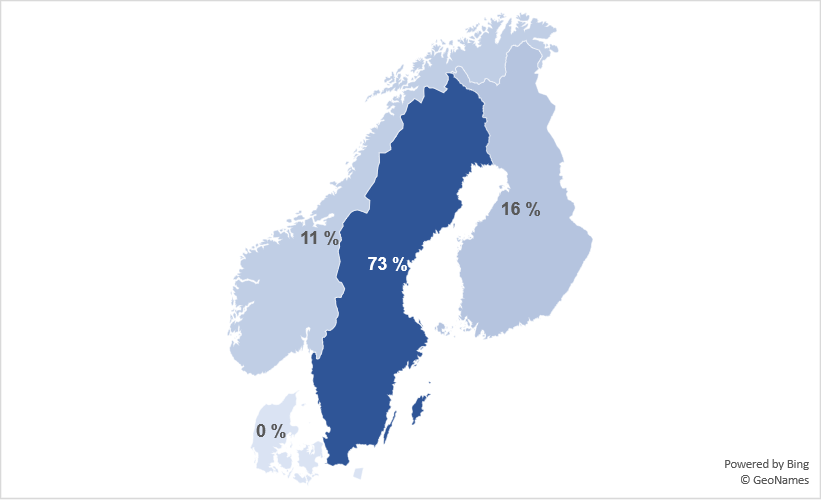 16 %
11 %
73 %
0 %
Powered by Bing
© GeoNames